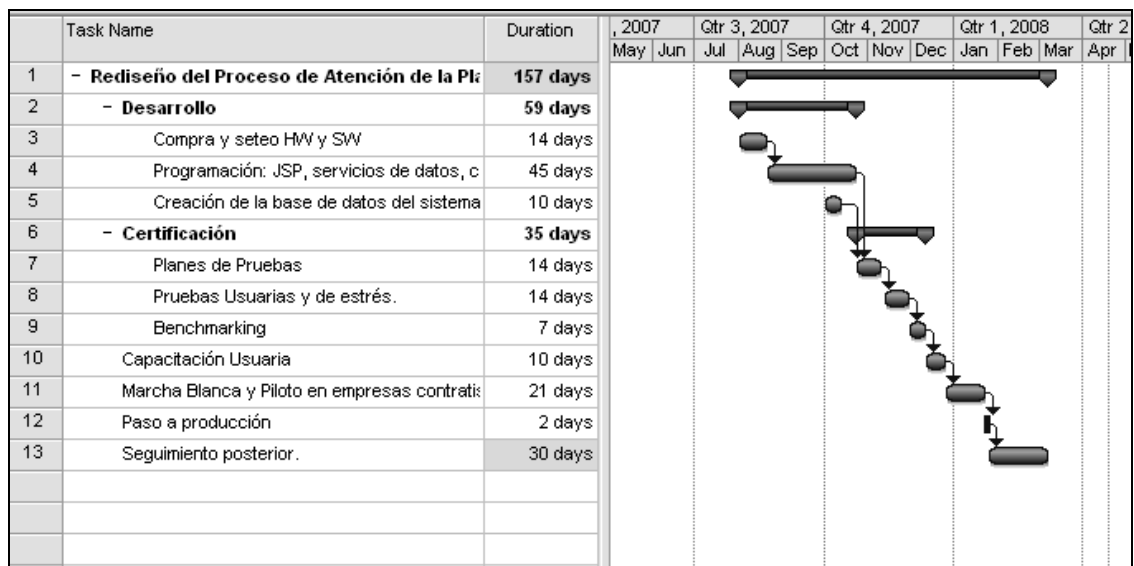 Task Name Duration , 2007 Qtr 3, 2007 Qtr 4, 2007 Qtr 1, 2008 Qtr 2
May Jun Jul Aug Sep Oct Nov Dec Jan Feb Mar Apr
1 - Rediseño del Proceso de Atención de la Pla 157 days
2 - Desarrollo 59 days
3 Compra y seteo HW y SW 14 days
4 Programación: JSP, servicios de datos, c 45 days
5 Creación de la base de datos del sistema 10 days
6 - Certificación 35 days
7 Planes de Pruebas 14 days
8 Pruebas Usuarias y de estrés. 14 days
9 Benchmarking 7 days
10 Capacitación Usuaria 10 days
11 Marcha Blanca y Piloto en empresas contratis 21 days
12 Paso a producción 2 days
13 Seguimiento posterior. 30 days